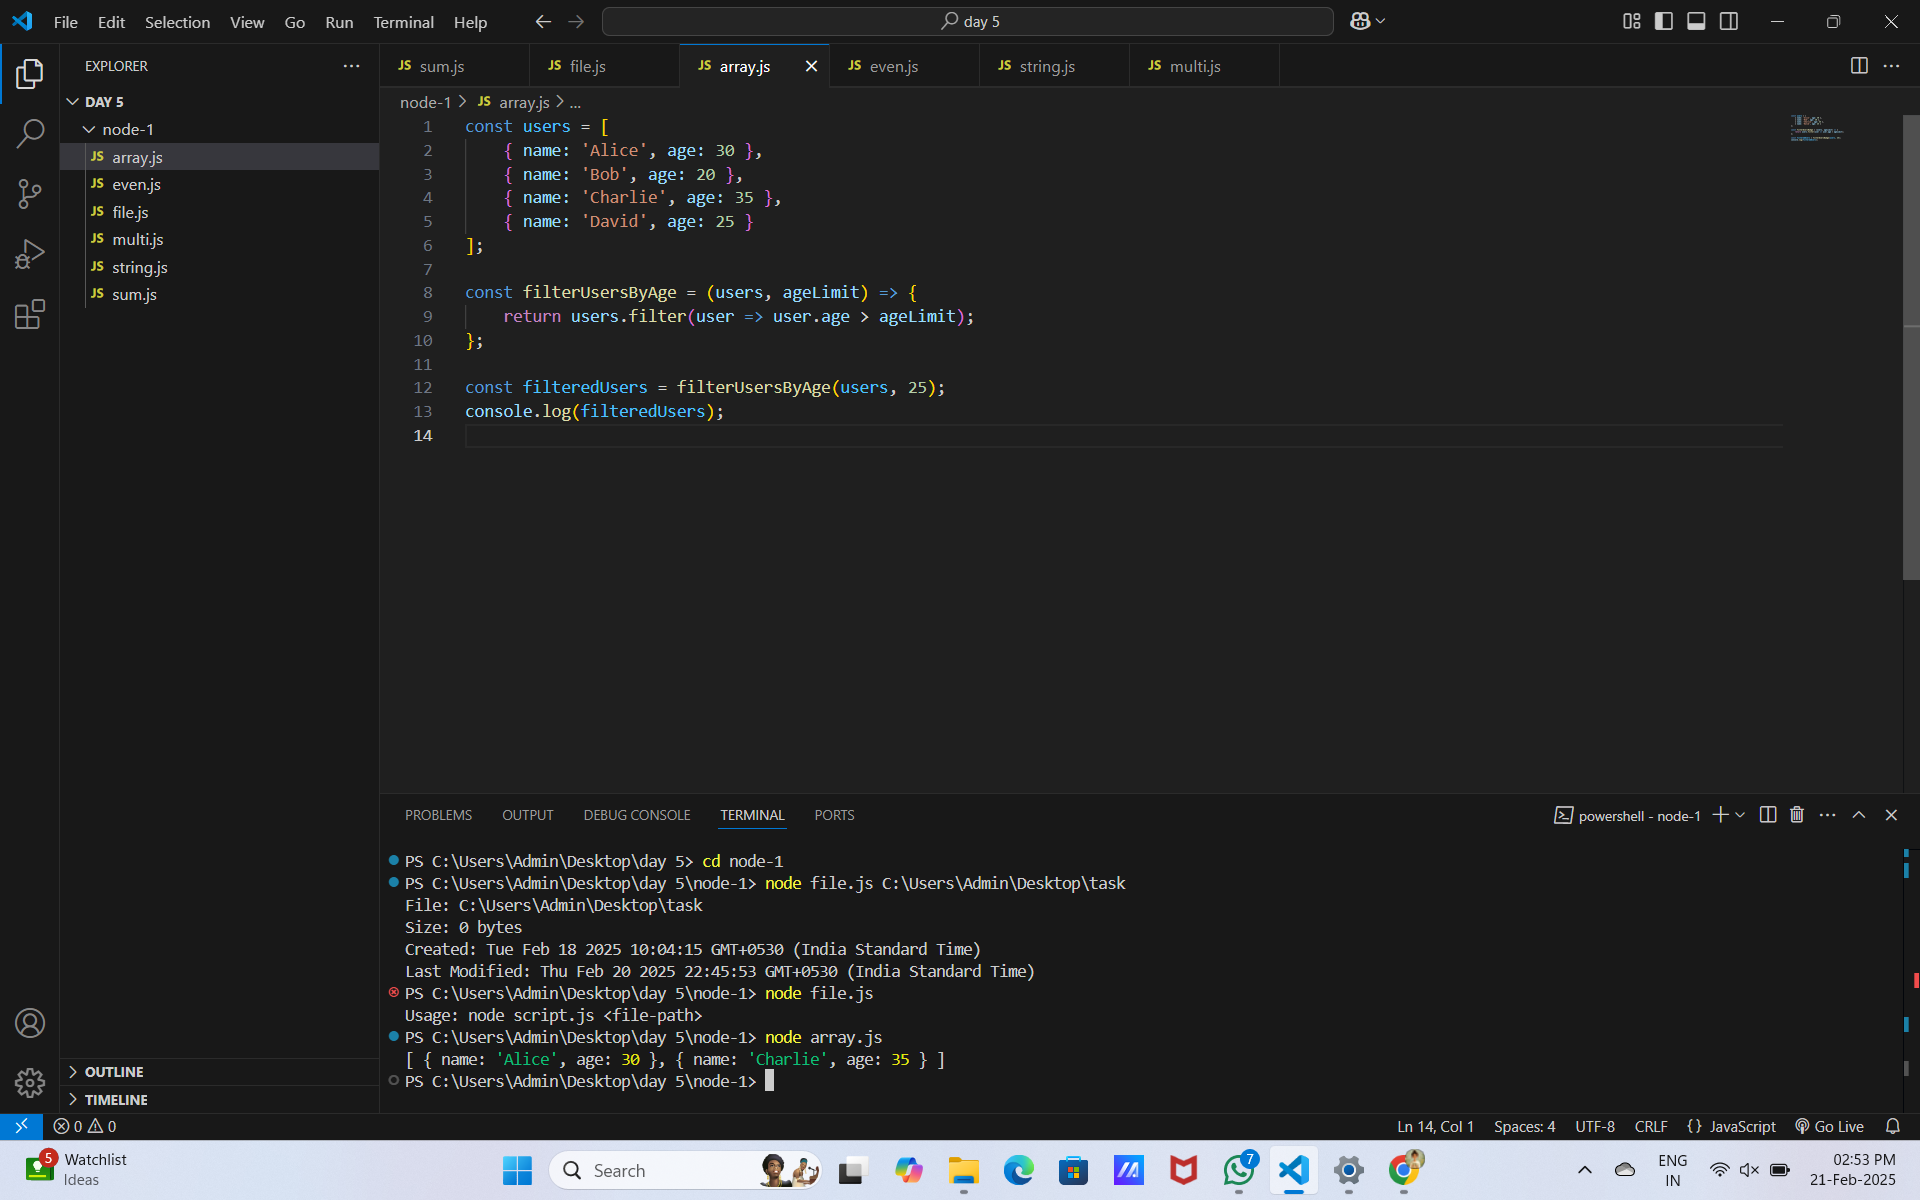 File Edit Selection View Go Run Terminal Help
day 5
EXPLORER
DAY 5
node-1
JS array.js
JS even.js
JS file.js
JS multi.js
JS string.js
JS sum.js
OUTLINE
TIMELINE
JS sum.js JS file.js JS array.js JS even.js JS string.js JS multi.js
node-1 > JS array.js > ...
1 const users = [
2 { name: 'Alice', age: 30 },
3 { name: 'Bob', age: 20 },
4 { name: 'Charlie', age: 35 },
5 { name: 'David', age: 25 }
6 ];
7
8 const filterUsersByAge = (users, ageLimit) => {
9 return users.filter(user => user.age > ageLimit);
10 };
11
12 const filteredUsers = filterUsersByAge(users, 25);
13 console.log(filteredUsers);
14
PROBLEMS OUTPUT DEBUG CONSOLE TERMINAL PORTS
powershell - node-1
PS C:\Users\Admin\Desktop\day 5> cd node-1
PS C:\Users\Admin\Desktop\day 5\node-1> node file.js C:\Users\Admin\Desktop\task
File: C:\Users\Admin\Desktop\task
Size: 0 bytes
Created: Tue Feb 18 2025 10:04:15 GMT+0530 (India Standard Time)
Last Modified: Thu Feb 20 2025 22:45:53 GMT+0530 (India Standard Time)
PS C:\Users\Admin\Desktop\day 5\node-1> node file.js
Usage: node script.js <file-path>
PS C:\Users\Admin\Desktop\day 5\node-1> node array.js
[ { name: 'Alice', age: 30 }, { name: 'Charlie', age: 35 } ]
PS C:\Users\Admin\Desktop\day 5\node-1>
0 0
Ln 14, Col 1 Spaces: 4 UTF-8 CRLF {} JavaScript Go Live
5
Watchlist
Ideas
Search
7
ENG
IN
02:53 PM
21-Feb-2025